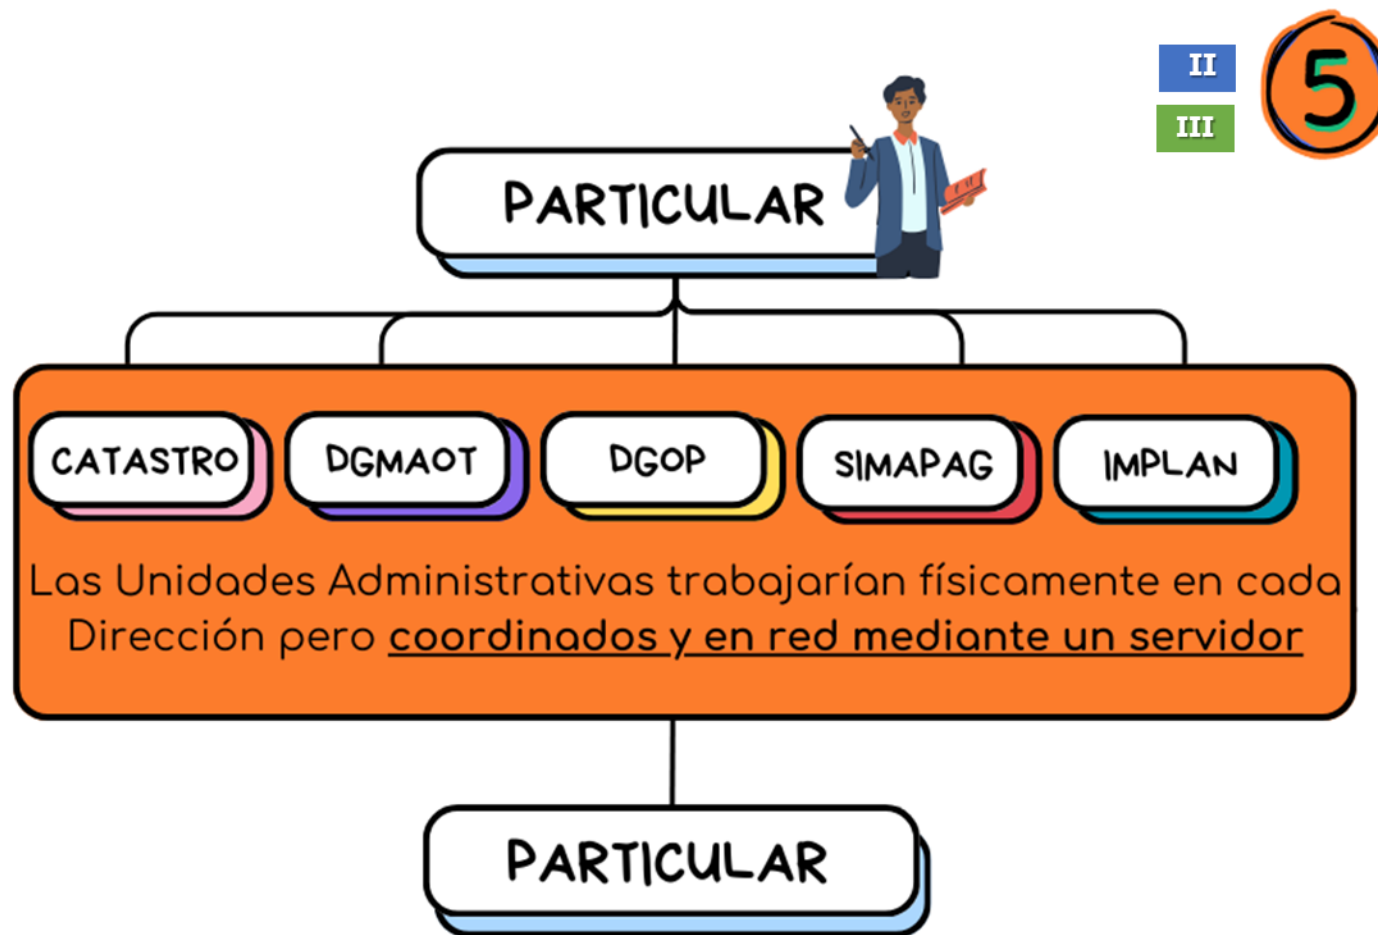 II
III
5
PARTICULAR
CATASTRO
DGMAOT
DGOP
SIMAPAG
IMPLAN
Las Unidades Administrativas trabajarían físicamente en cada
Dirección pero coordinados y en red mediante un servidor
PARTICULAR